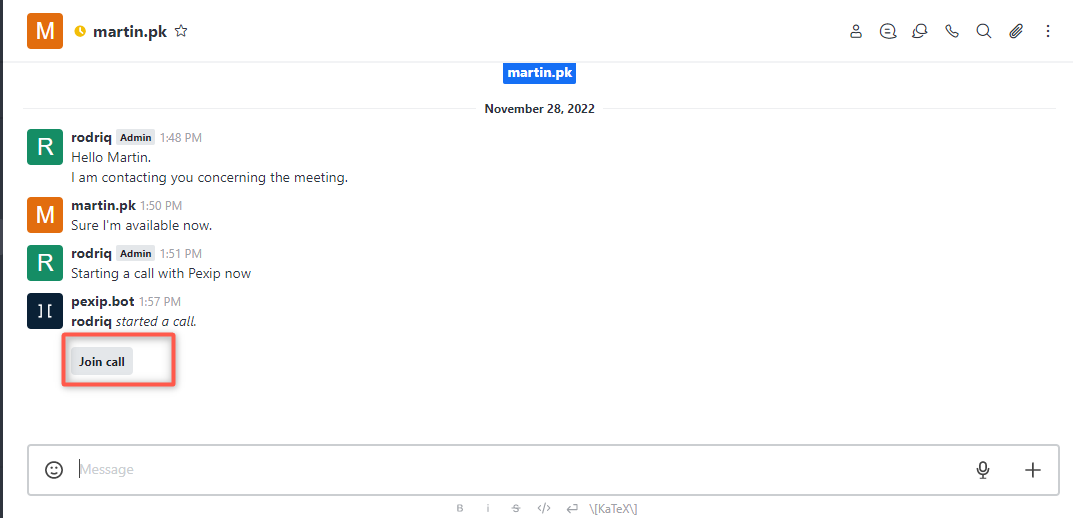 M martin.pk
martin.pk
November 28, 2022
R rodriq Admin 1:48 PM
Hello Martin.
I am contacting you concerning the meeting.
M martin.pk 1:50 PM
Sure I'm available now.
R rodriq Admin 1:51 PM
Starting a call with Pexip now
][ pexip.bot 1:57 PM
rodriq started a call.
Join call
Message
B i S </> \[KaTeX\]